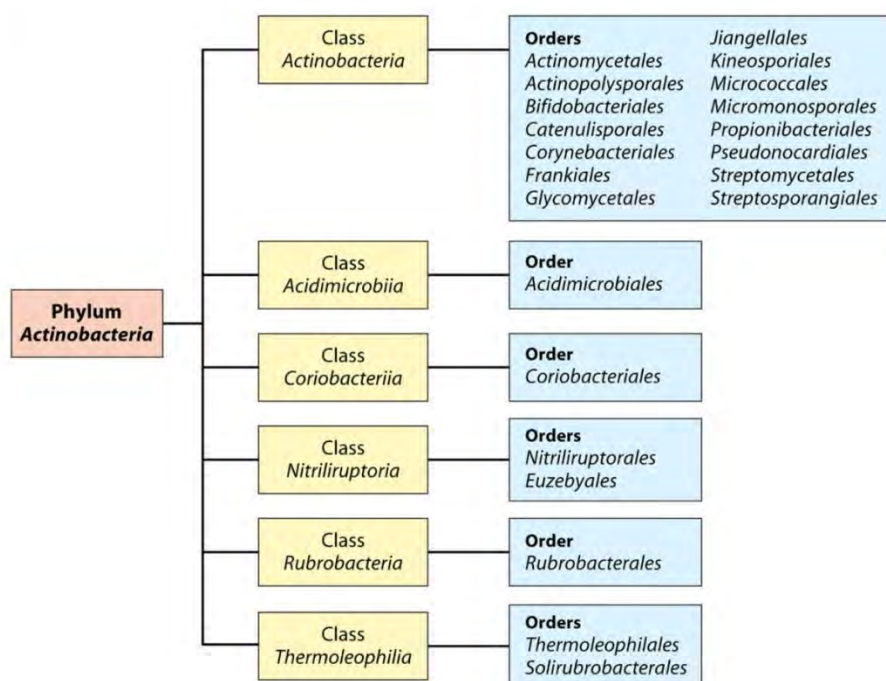 Phylum
Actinobacteria
Class
Actinobacteria
Orders
Actinomycetales
Actinopolysporales
Bifidobacteriales
Catenulisporales
Corynebacteriales
Frankiales
Glycomycetales
Jiangellales
Kineosporiales
Micrococcales
Micromonosporales
Propionibacteriales
Pseudonocardiales
Streptomycetales
Streptosporangiales
Class
Acidimicrobiia
Order
Acidimicrobiales
Class
Coriobacteriia
Order
Coriobacteriales
Class
Nitriliruptoria
Orders
Nitriliruptorales
Euzebyales
Class
Rubrobacteria
Order
Rubrobacterales
Class
Thermoleophilia
Orders
Thermoleophilales
Solirubrobacterales